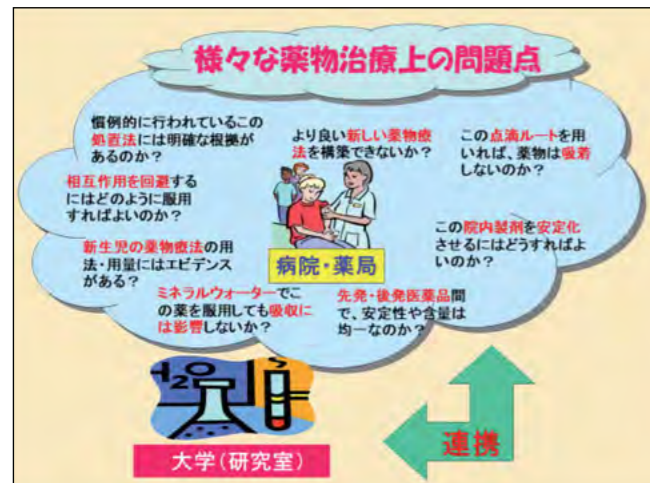 様々な薬物治療上の問題点
慣例的に行われているこの
処置法には明確な根拠が
あるのか？
より良い新しい薬物療
法を構築できないか？
この点滴ルートを用
いれば、薬物は吸着
しないのか？
相互作用を回避する
にはどのように服用
すればよいのか？
新生児の薬物療法の用
法・用量にはエビデンス
がある？
病院・薬局
この院内製剤を安定化
させるにはどうすればよ
いのか？
ミネラルウォーターでこ
の薬を服用しても吸収に
は影響しないか？
先発・後発医薬品間
で、安定性や含量は
均一なのか？
H2O
大学（研究室）
連携